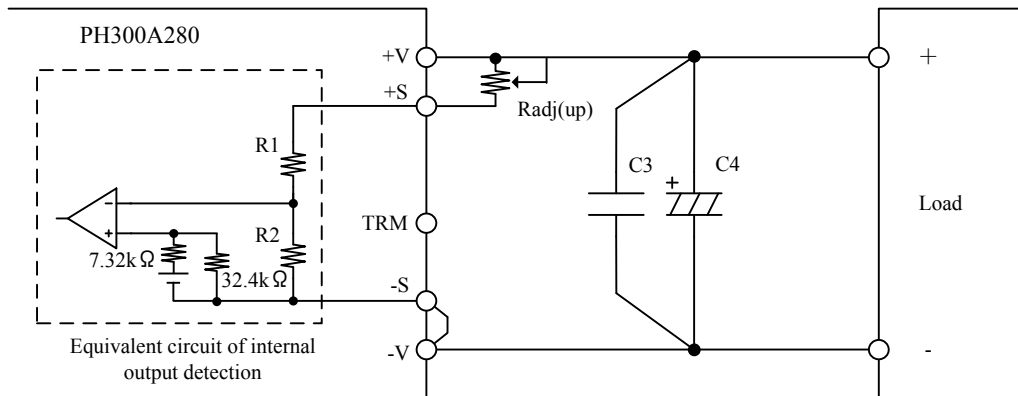 PH300A280
+V
+S
Radj(up)
R1
C3
C4
+
+
Load
-
+
TRM
R2
7.32kΩ
32.4kΩ
-S
-V
-
Equivalent circuit of internal
output detection